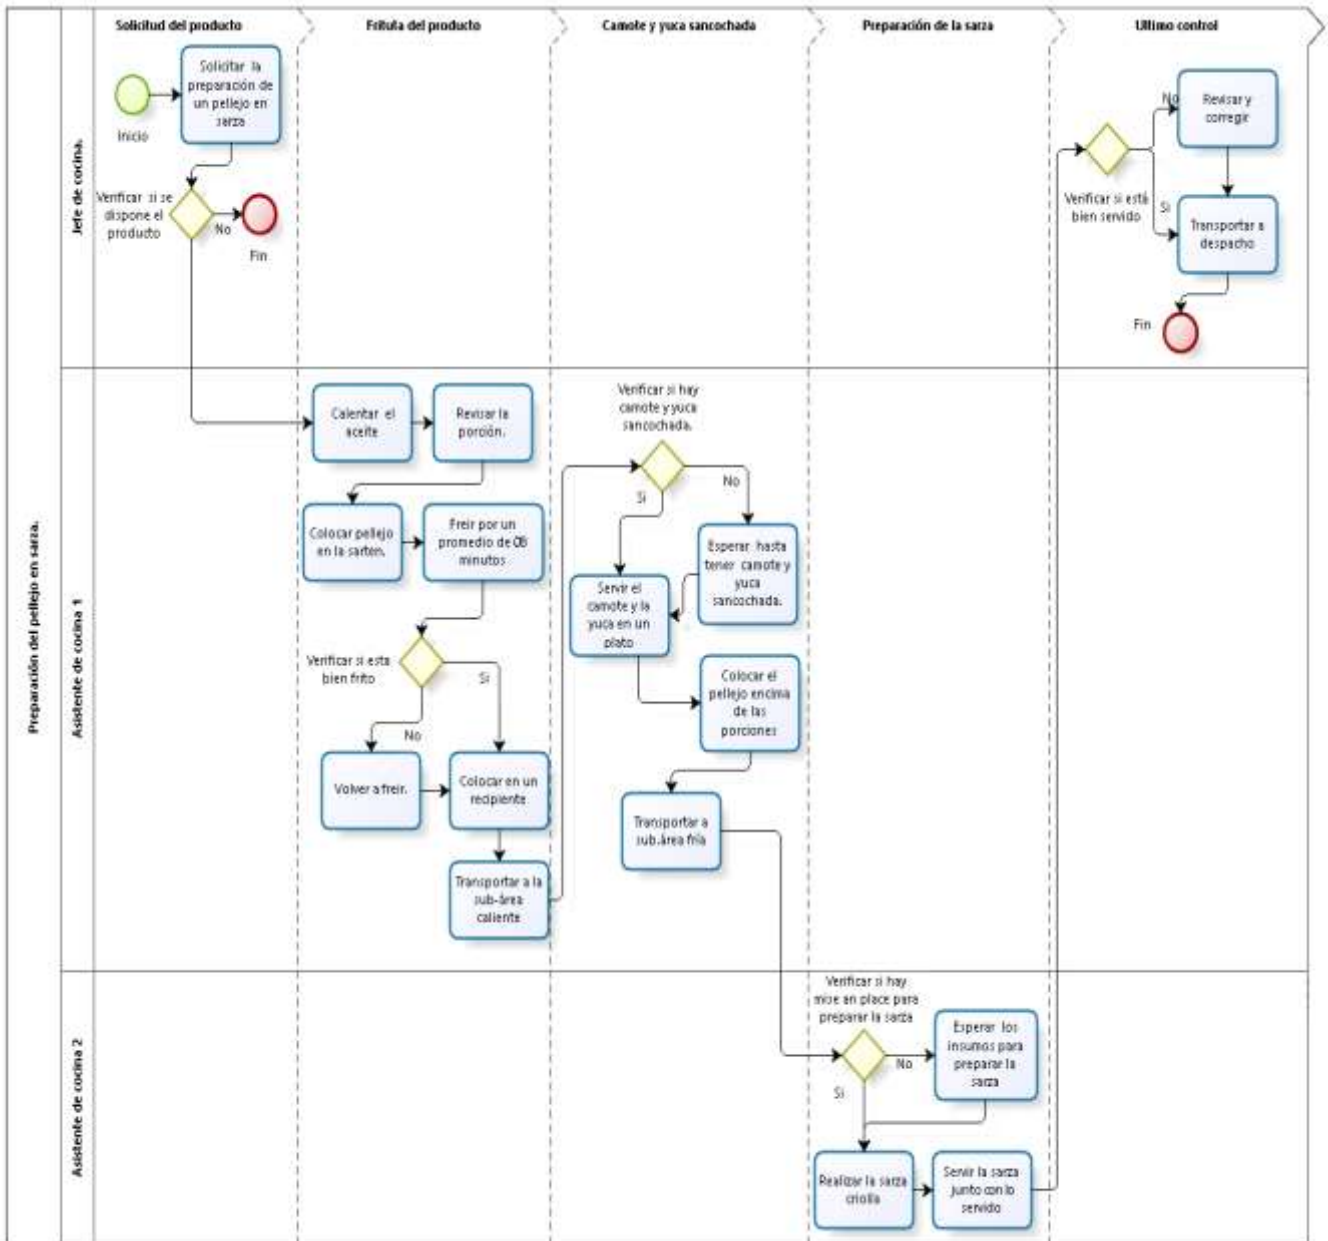 Solicitud del producto
Fritula del producto
Camote y yuca sancochada
Preparación de la sarza
Ultimo control
Preparación del pellejo en sarza.
Jefe de cocina.
Inicio
Solicitar la
preparación de
un pellejo en
sarza
Verificar si se
dispone el
producto
No
Fin
No
Revisar y
corregir
Verificar si está
bien servido
Si
Transportar a
despacho
Fin
Asistente de cocina 1
Calentar el
aceite
Revisar la
porción.
Colocar pellejo
en la sarten.
Freir por un
promedio de 08
minutos
Verificar si esta
bien frito
Si
No
Volver a freir.
Colocar en un
recipiente
Transportar a la
sub-área
caliente
Verificar si hay
camote y yuca
sancochada.
Si
No
Esperar hasta
tener camote y
yuca
sancochada.
Servir el
camote y la
yuca en un
plato
Colocar el
pellejo encima
de las
porciones
Transportar a
sub.área fría
Asistente de cocina 2
Verificar si hay
mise an place para
preparar la sarza
No
Si
Esperar los
insumos para
preparar la
sarza
Realizar la sarza
criolla
Servir la sarza
junto con lo
servido